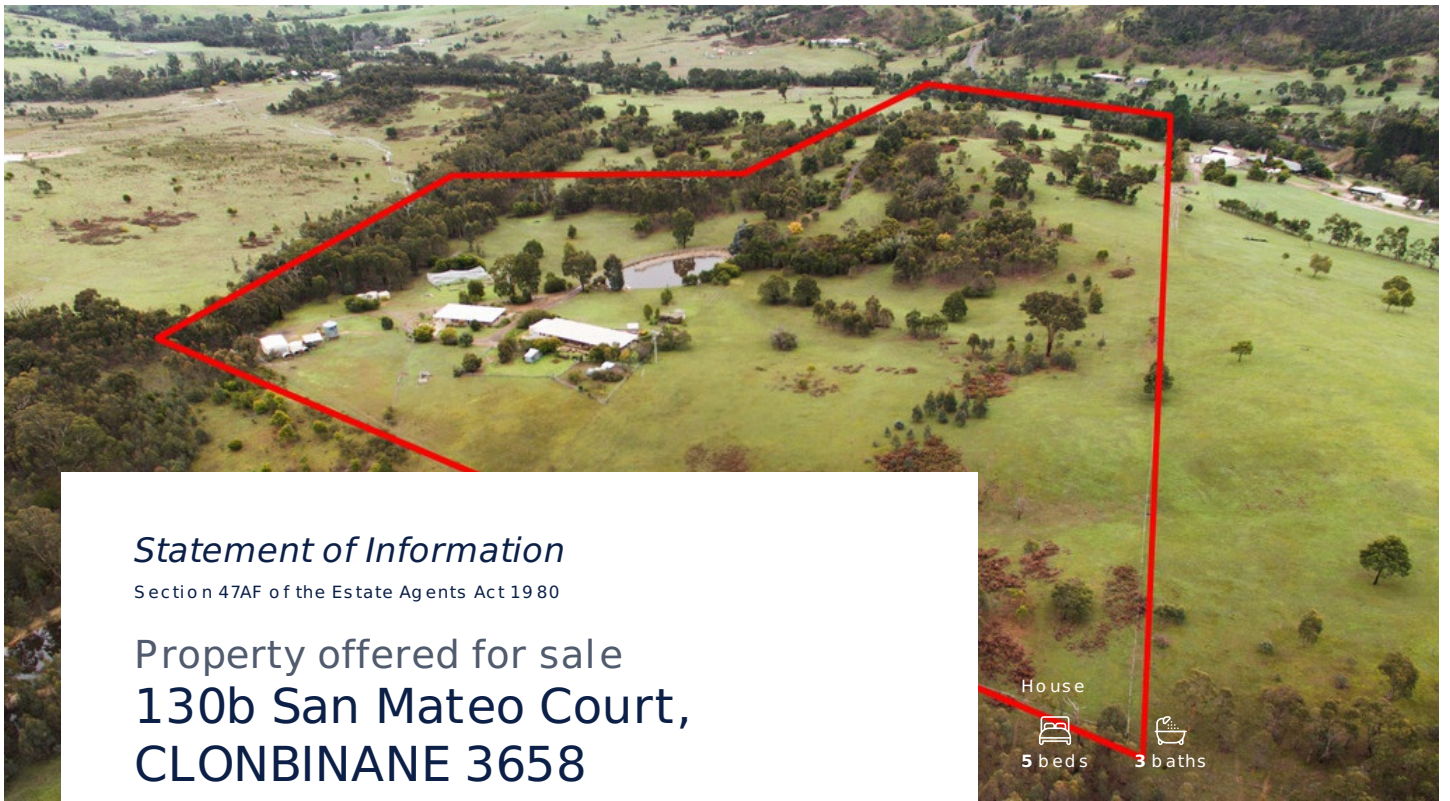 Statement of Information
Section 47AF of the Estate Agents Act 1980
Property offered for sale
130b San Mateo Court,
CLONBINANE 3658
House
5 beds 3 baths